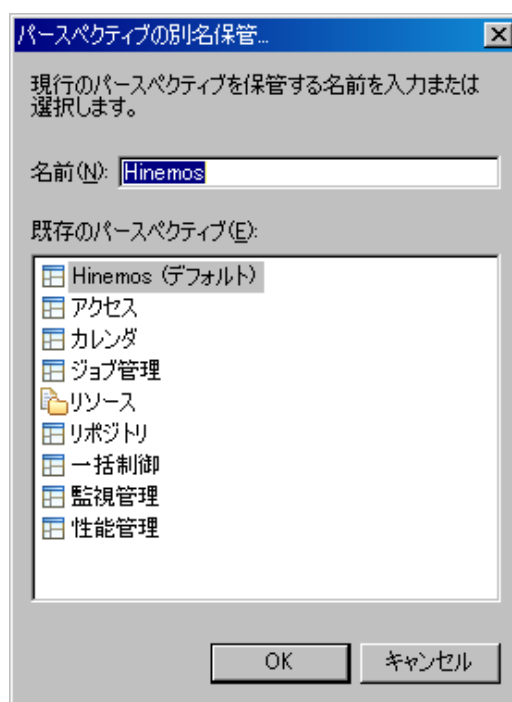 パースペクティブの別名保管...
現行のパースペクティブを保管する名前を入力または
選択します。
名前(N): Hinemos
既存のパースペクティブ(E):
Hinemos (デフォルト)
アクセス
カレンダ
ジョブ管理
リソース
リポジトリ
一括制御
監視管理
性能管理
OK キャンセル